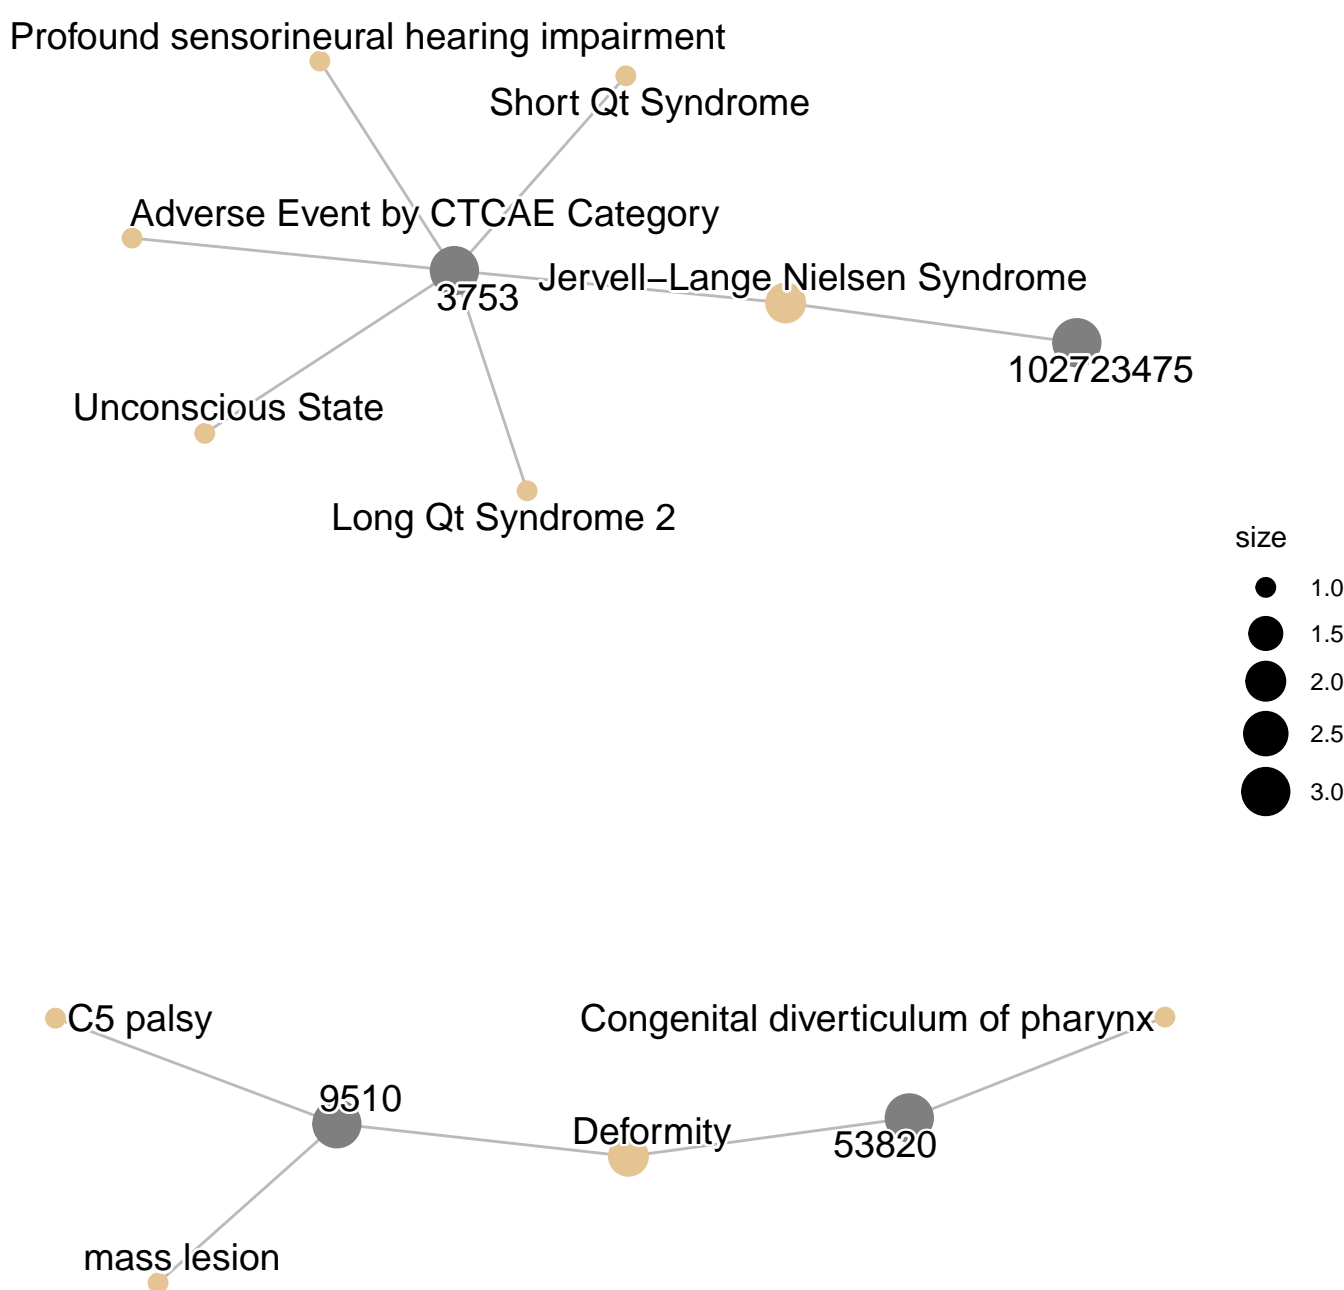 Profound sensorineural hearing impairment
Short Qt Syndrome
Adverse Event by CTCAE Category
Jervell−Lange Nielsen Syndrome
3753
102723475
Unconscious State
Long Qt Syndrome 2
size
1.0
1.5
2.0
2.5
3.0
C5 palsy
Congenital diverticulum of pharynx
9510
Deformity
53820
mass lesion